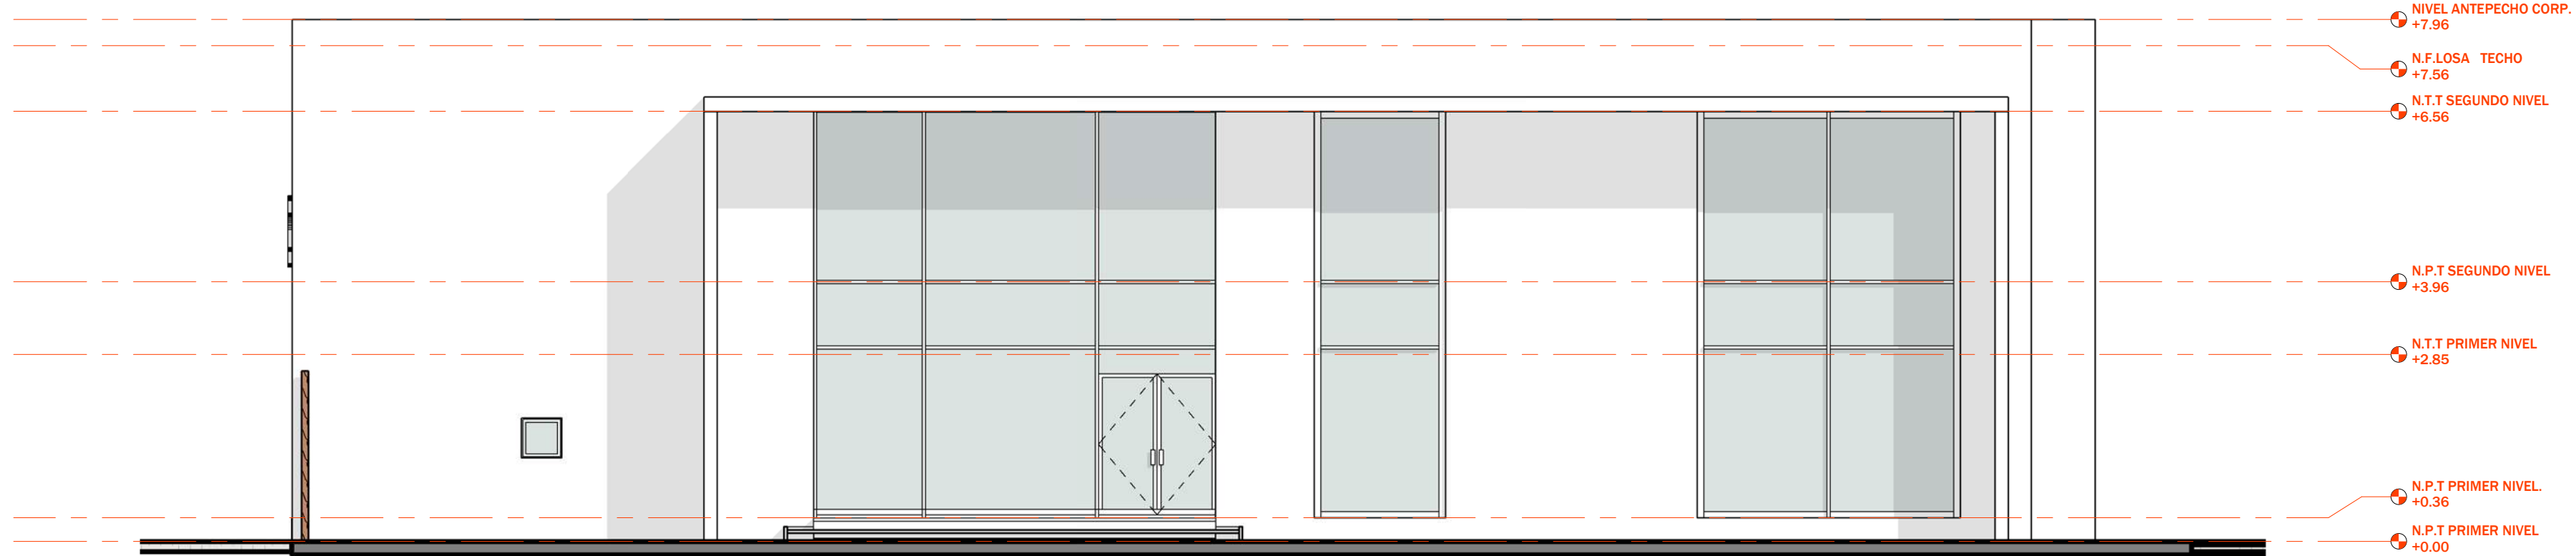 NIVEL ANTEPECHO CORP.
+7.96
N.F.LOSA TECHO
+7.56
N.T.T SEGUNDO NIVEL
+6.56
N.P.T SEGUNDO NIVEL
+3.96
N.T.T PRIMER NIVEL
+2.85
N.P.T PRIMER NIVEL.
+0.36
N.P.T PRIMER NIVEL
+0.00